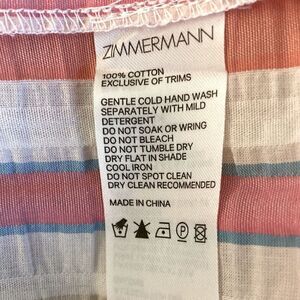 ZIMMERMANN
100% COTTON
EXCLUSIVE OF TRIMS
GENTLE COLD HAND WASH
SEPARATELY WITH MILD
DETERGENT
DO NOT SOAK OR WRING
DO NOT BLEACH
DO NOT TUMBLE DRY
DRY FLAT IN SHADE
COOL IRON
DO NOT SPOT CLEAN
DRY CLEAN RECOMMENDED
MADE IN CHINA